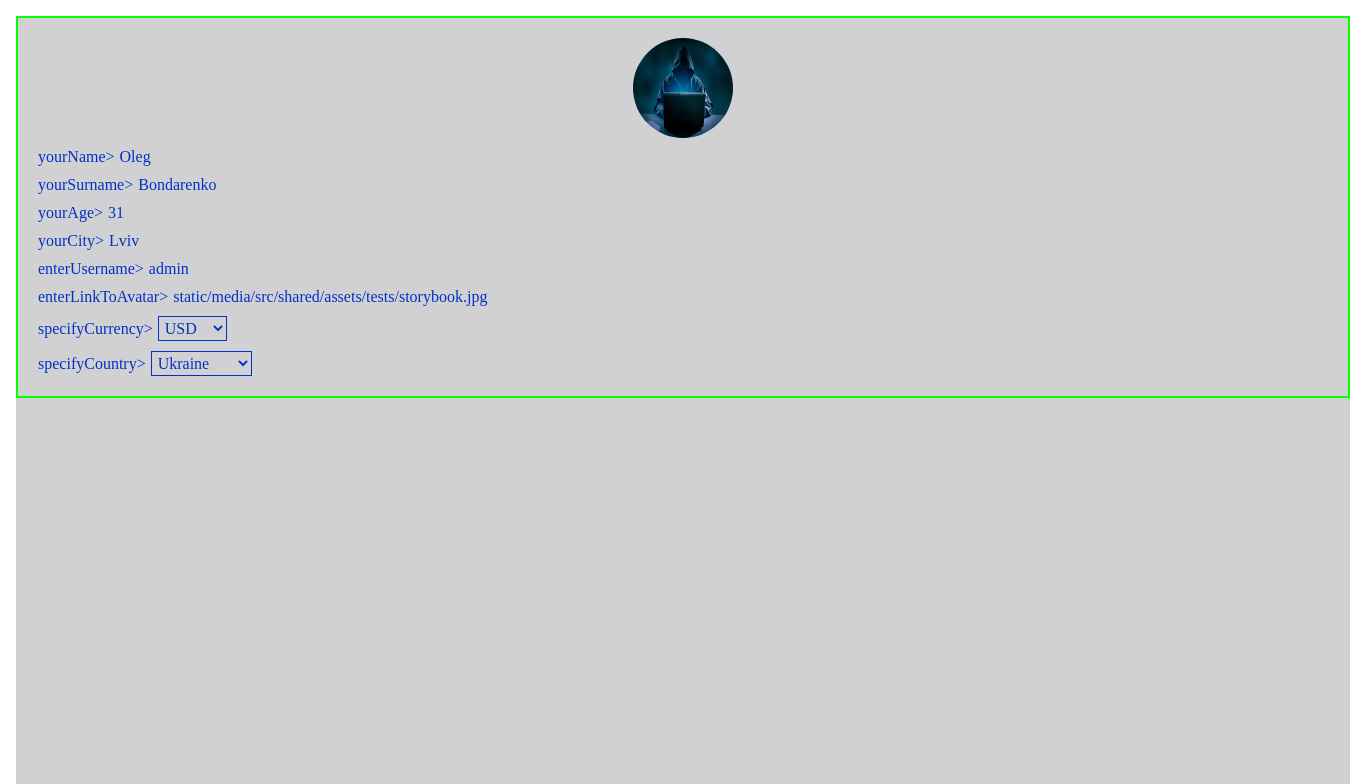 yourName> Oleg
yourSurname> Bondarenko
yourAge> 31
yourCity> Lviv
enterUsername> admin
enterLinkToAvatar> static/media/src/shared/assets/tests/storybook.jpg
specifyCurrency> USD
specifyCountry> Ukraine